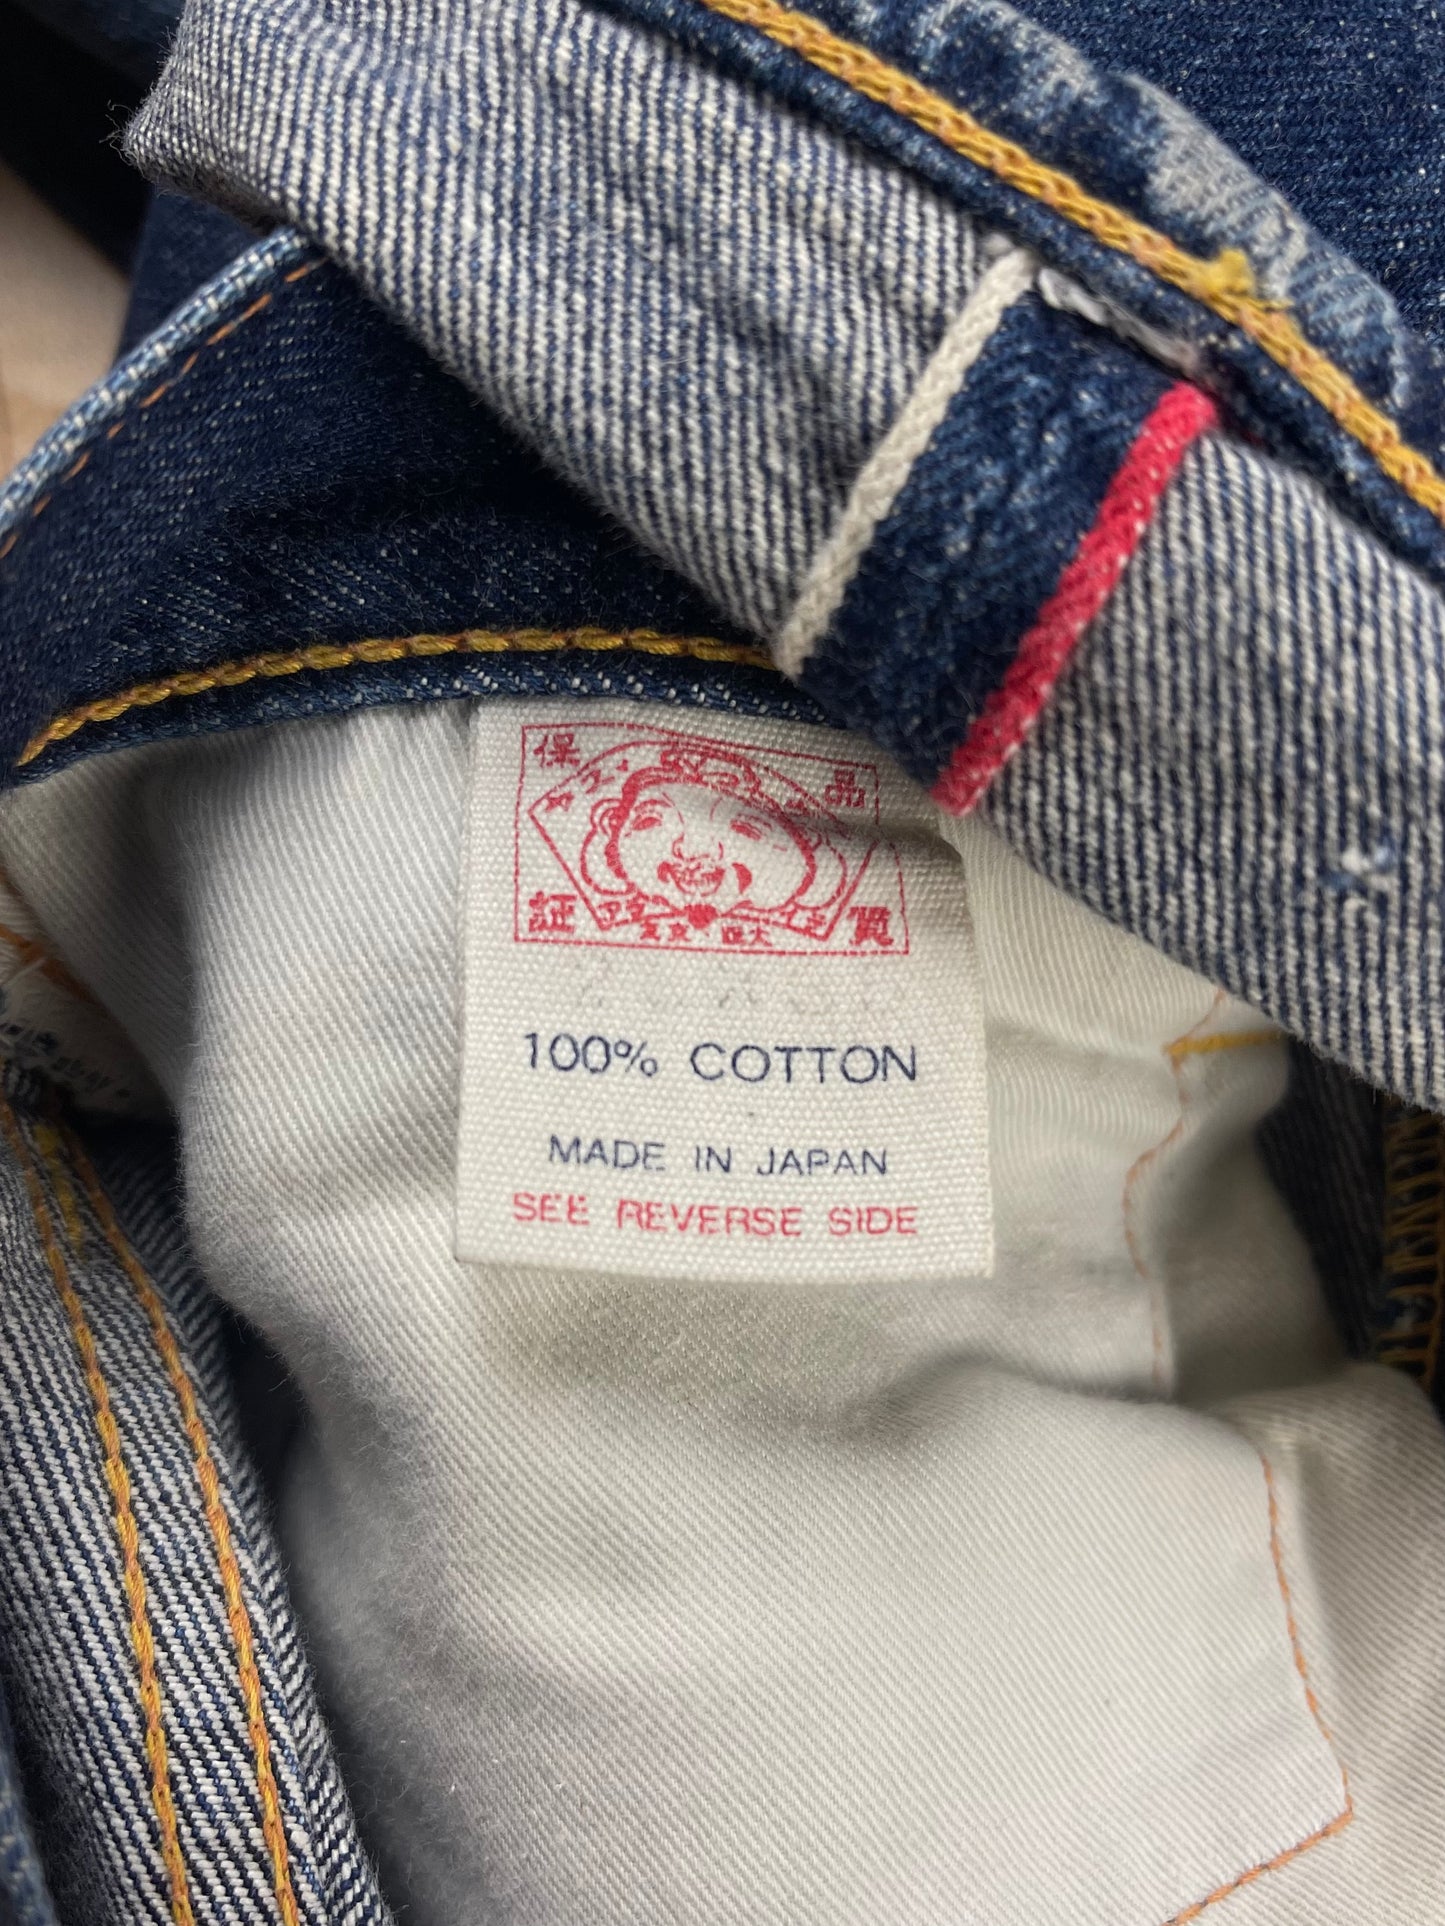 保 品
証 質
100% COTTON
MADE IN JAPAN
SEE REVERSE SIDE